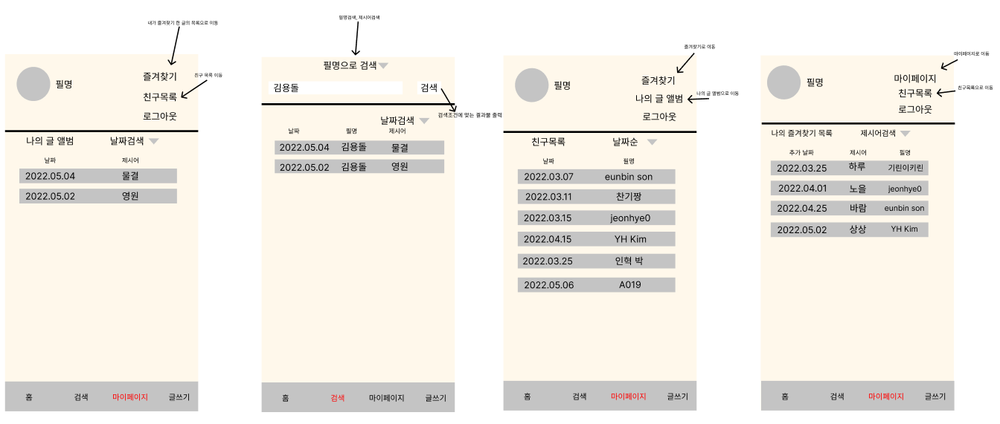 내가 즐겨찾기 한 글의 목록으로 이동
즐겨찾기
친구 목록 이동
필명
친구목록
로그아웃
나의 글 앨범 날짜검색
날짜 제시어
2022.05.04 물결
2022.05.02 영원
홈 검색 마이페이지 글쓰기
필명검색, 제시어검색
필명으로 검색
김용돌 검색
검색조건에 맞는 결과물 출력
날짜검색
날짜 필명 제시어
2022.05.04 김용돌 물결
2022.05.02 김용돌 영원
홈 검색 마이페이지 글쓰기
즐겨찾기로 이동
즐겨찾기
필명
나의 글 앨범
나의 글 앨범으로 이동
로그아웃
친구목록 날짜순
날짜 필명
2022.03.07 eunbin son
2022.03.11 찬기짱
2022.03.15 jeonhye0
2022.04.15 YH Kim
2022.03.25 인혁 박
2022.05.06 A019
홈 검색 마이페이지 글쓰기
마이페이지로 이동
마이페이지
필명
친구목록
친구목록으로 이동
로그아웃
나의 즐겨찾기 목록 제시어검색
추가 날짜 제시어 필명
2022.03.25 하루 기린이키린
2022.04.01 노을 jeonhye0
2022.04.25 바람 eunbin son
2022.05.02 상상 YH Kim
홈 검색 마이페이지 글쓰기